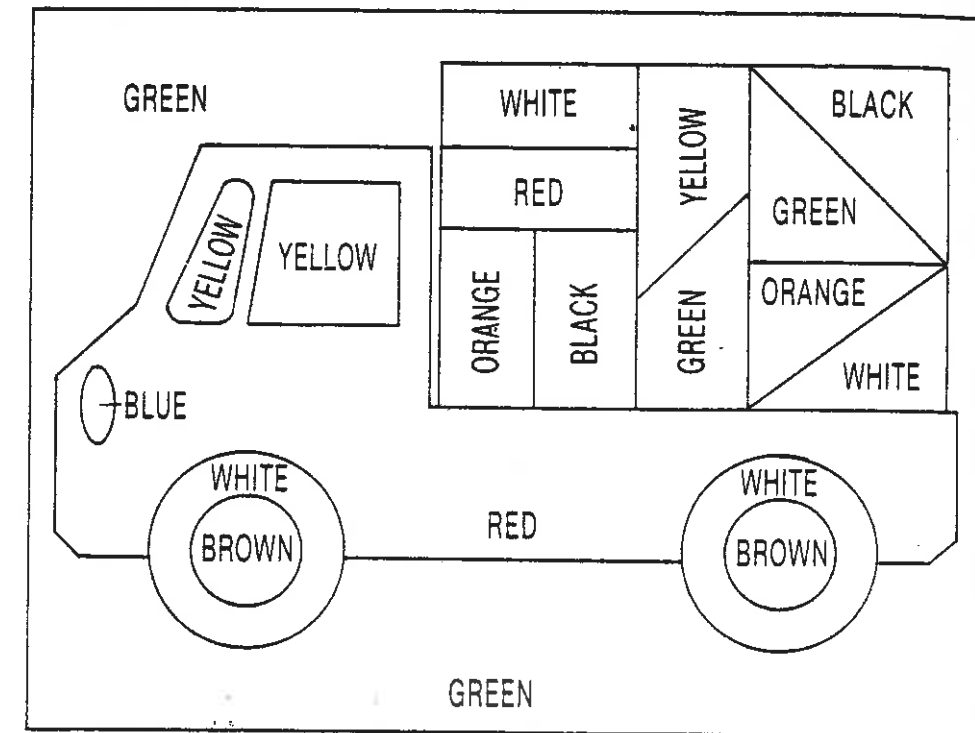 GREEN
WHITE
YELLOW
BLACK
RED
GREEN
YELLOW
YELLOW
ORANGE
BLACK
GREEN
ORANGE
WHITE
BLUE
WHITE
WHITE
RED
BROWN
BROWN
GREEN